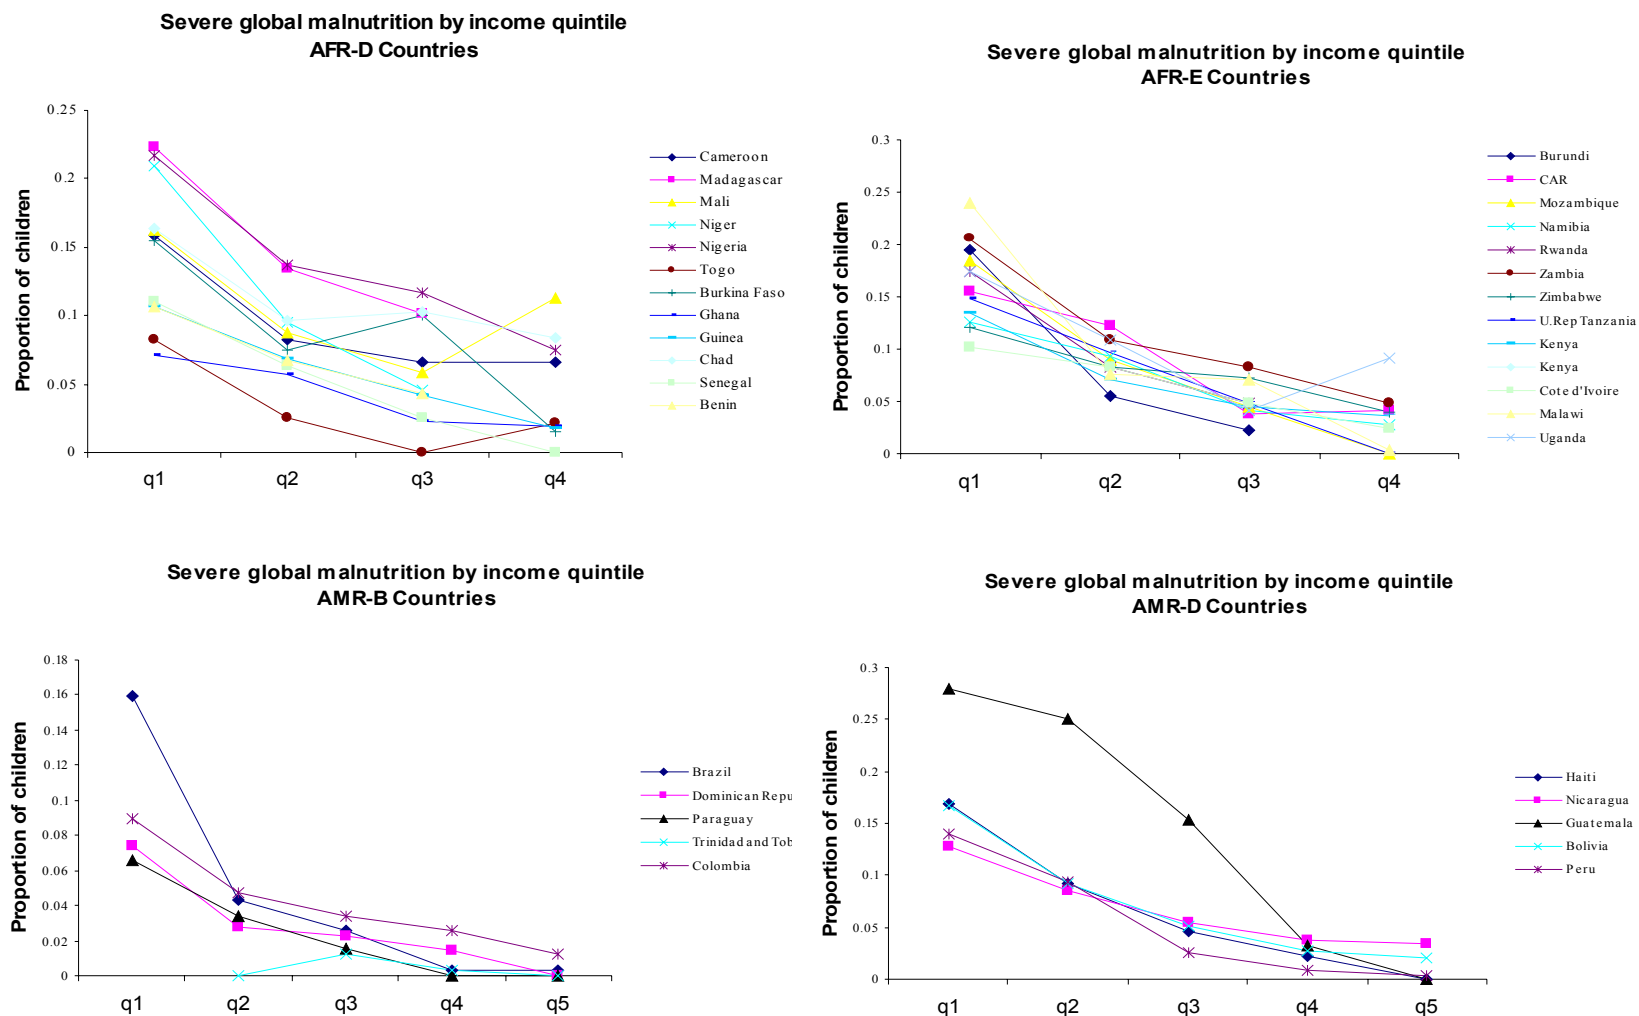 Severe global malnutrition by income quintile
AFR-D Countries
Proportion of children
0.25
0.2
0.15
0.1
0.05
0
q1 q2 q3 q4
Cameroon
Madagascar
Mali
Niger
Nigeria
Togo
Burkina Faso
Ghana
Guinea
Chad
Senegal
Benin
Severe global malnutrition by income quintile
AFR-E Countries
Proportion of children
0.3
0.25
0.2
0.15
0.1
0.05
0
q1 q2 q3 q4
Burundi
CAR
Mozambique
Namibia
Rwanda
Zambia
Zimbabwe
U.Rep Tanzania
Kenya
Kenya
Cote d'Ivoire
Malawi
Uganda
Severe global malnutrition by income quintile
AMR-B Countries
Proportion of children
0.18
0.16
0.14
0.12
0.1
0.08
0.06
0.04
0.02
0
q1 q2 q3 q4 q5
Brazil
Dominican Repu
Paraguay
Trinidad and Tob
Colombia
Severe global malnutrition by income quintile
AMR-D Countries
Proportion of children
0.3
0.25
0.2
0.15
0.1
0.05
0
q1 q2 q3 q4 q5
Haiti
Nicaragua
Guatemala
Bolivia
Peru